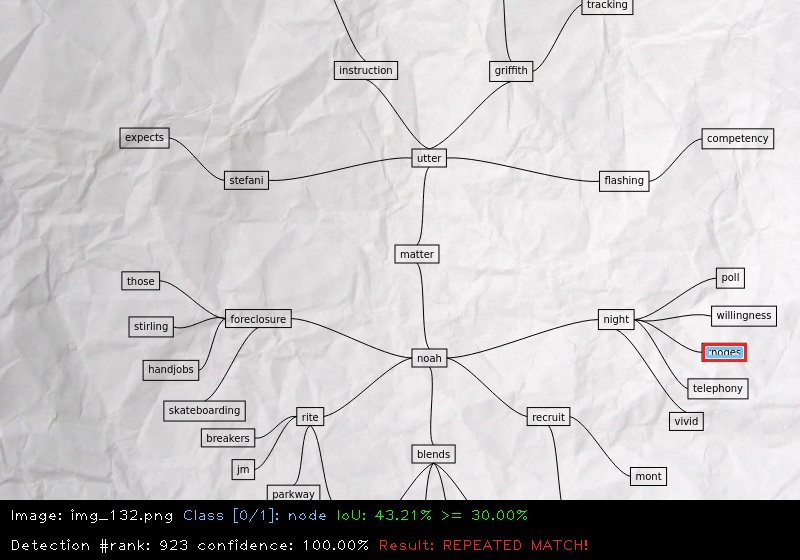 tracking
instruction
griffith
expects
competency
utter
stefani
flashing
matter
those
poll
willingness
foreclosure
night
stirling
noah
handjobs
telephony
skateboarding
rite
recruit
vivid
breakers
blends
jm
mont
parkway
Image: img_132.png Class [0/1]: node IoU: 43.21% >= 30.00%
Detection #rank: 923 confidence: 100.00% Result: REPEATED MATCH!